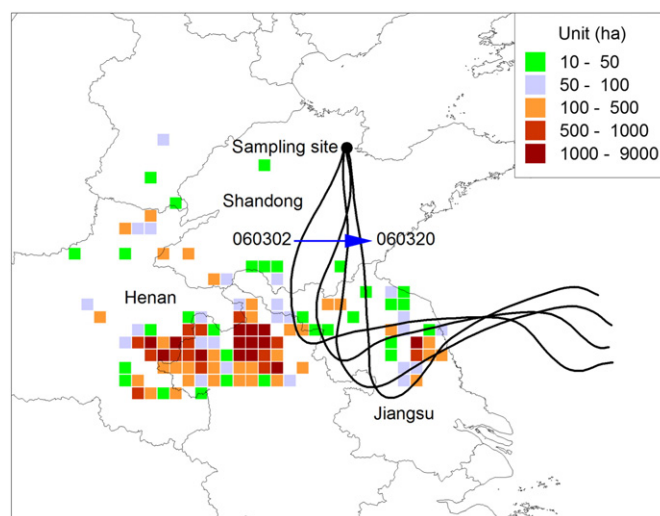 Unit (ha)
10 - 50
50 - 100
100 - 500
500 - 1000
1000 - 9000
Sampling site
Shandong
060302
060320
Henan
Jiangsu